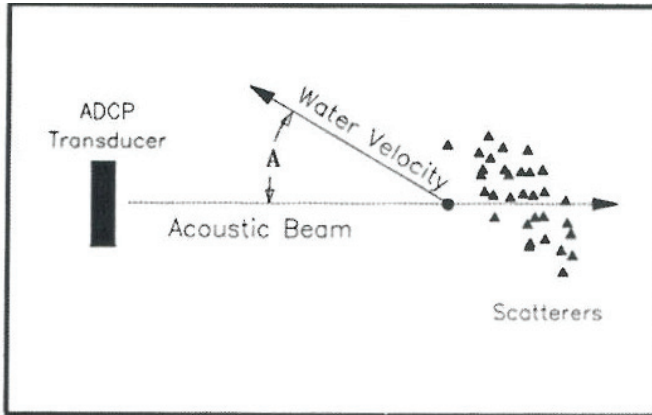 ADCP
Transducer
Water Velocity
A
Acoustic Beam
Scatterers